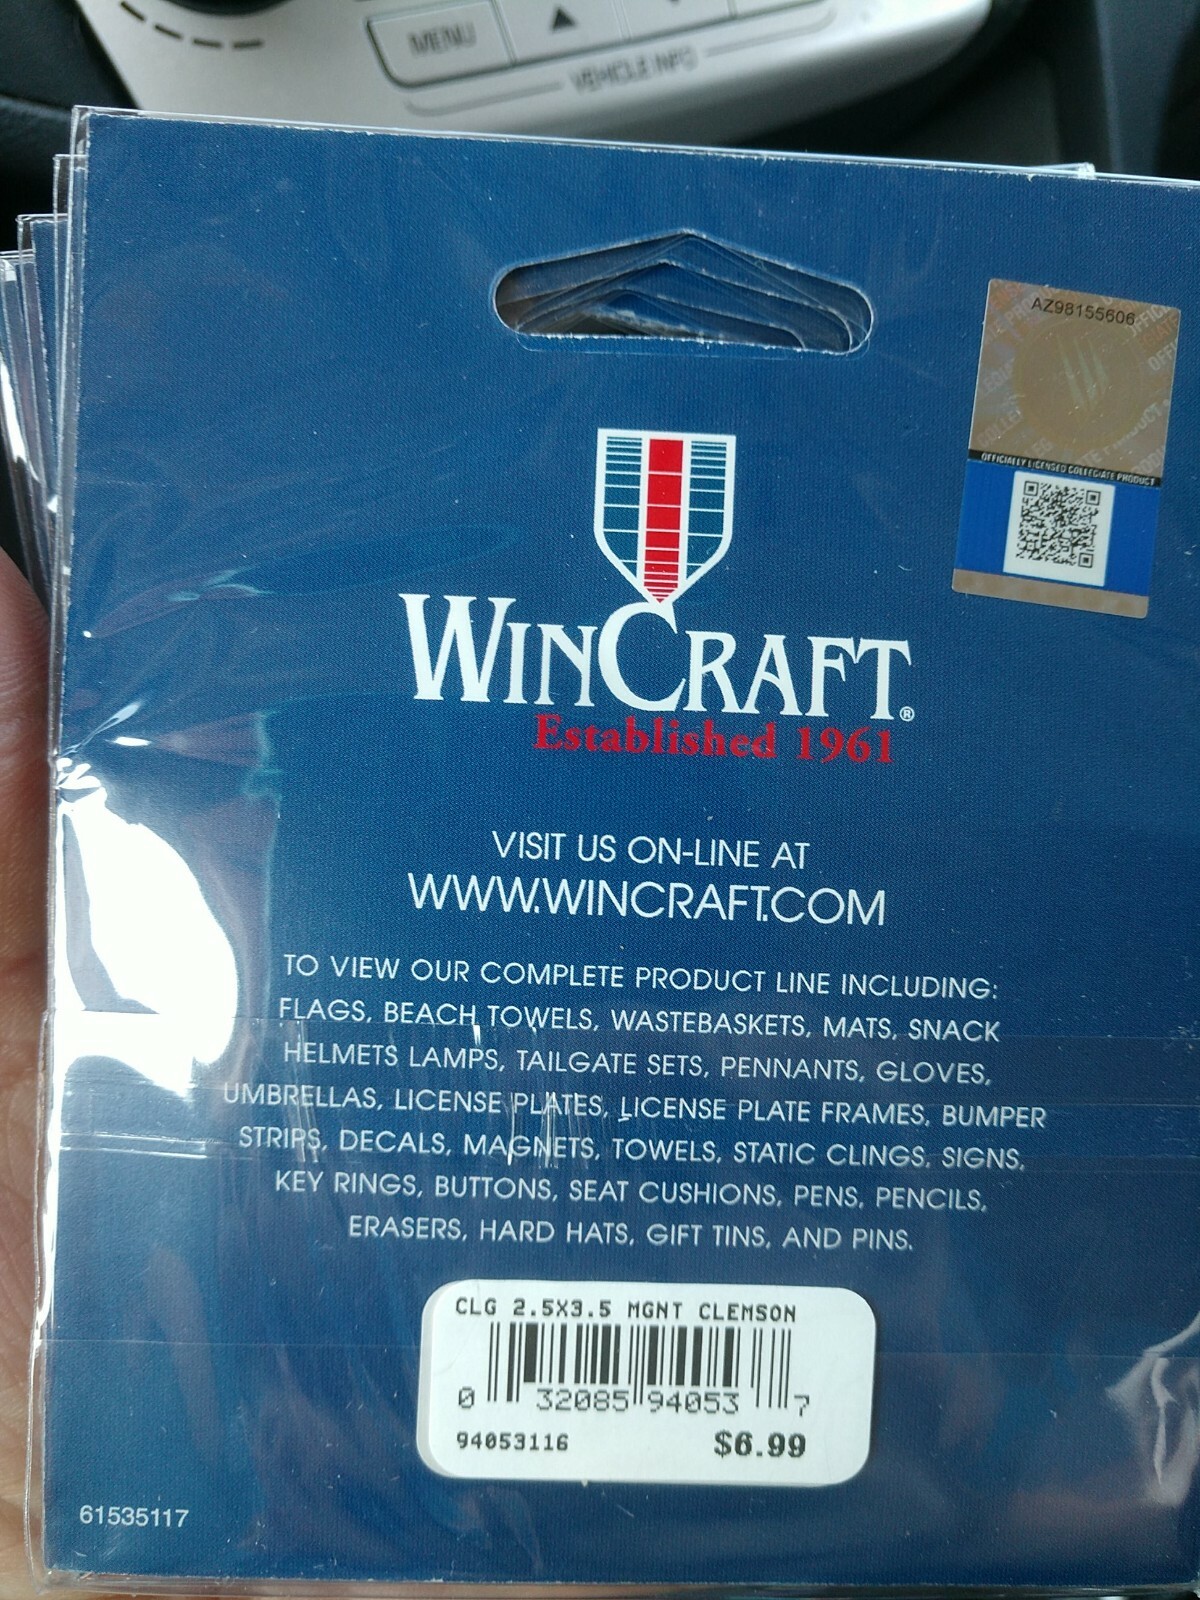 MENU
VEHICLE INFO
AZ98155606
OFFICIALLY LICENSED COLLEGIATE PRODUCT
WINCRAFT®
Established 1961
VISIT US ON-LINE AT
WWW.WINCRAFT.COM
TO VIEW OUR COMPLETE PRODUCT LINE INCLUDING:
FLAGS, BEACH TOWELS, WASTEBASKETS, MATS, SNACK
HELMETS LAMPS, TAILGATE SETS, PENNANTS, GLOVES,
UMBRELLAS, LICENSE PLATES, LICENSE PLATE FRAMES, BUMPER
STRIPS, DECALS, MAGNETS, TOWELS, STATIC CLINGS, SIGNS,
KEY RINGS, BUTTONS, SEAT CUSHIONS, PENS, PENCILS,
ERASERS, HARD HATS, GIFT TINS, AND PINS.
CLG 2.5X3.5 MGNT CLEMSON
0 32085 94053 7
94053116 $6.99
61535117